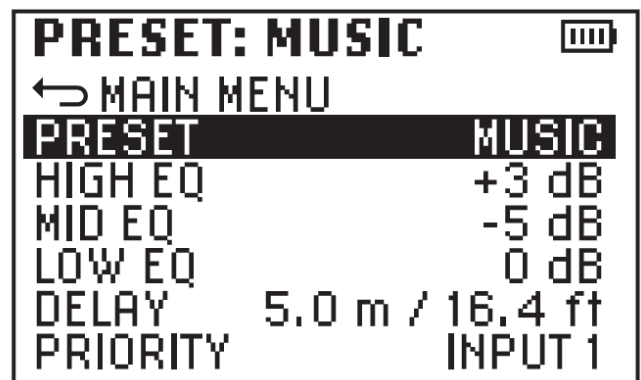 PRESET: MUSIC
MAIN MENU
PRESET MUSIC
HIGH EQ +3 dB
MID EQ -5 dB
LOW EQ 0 dB
DELAY 5.0 m / 16.4 ft
PRIORITY INPUT 1